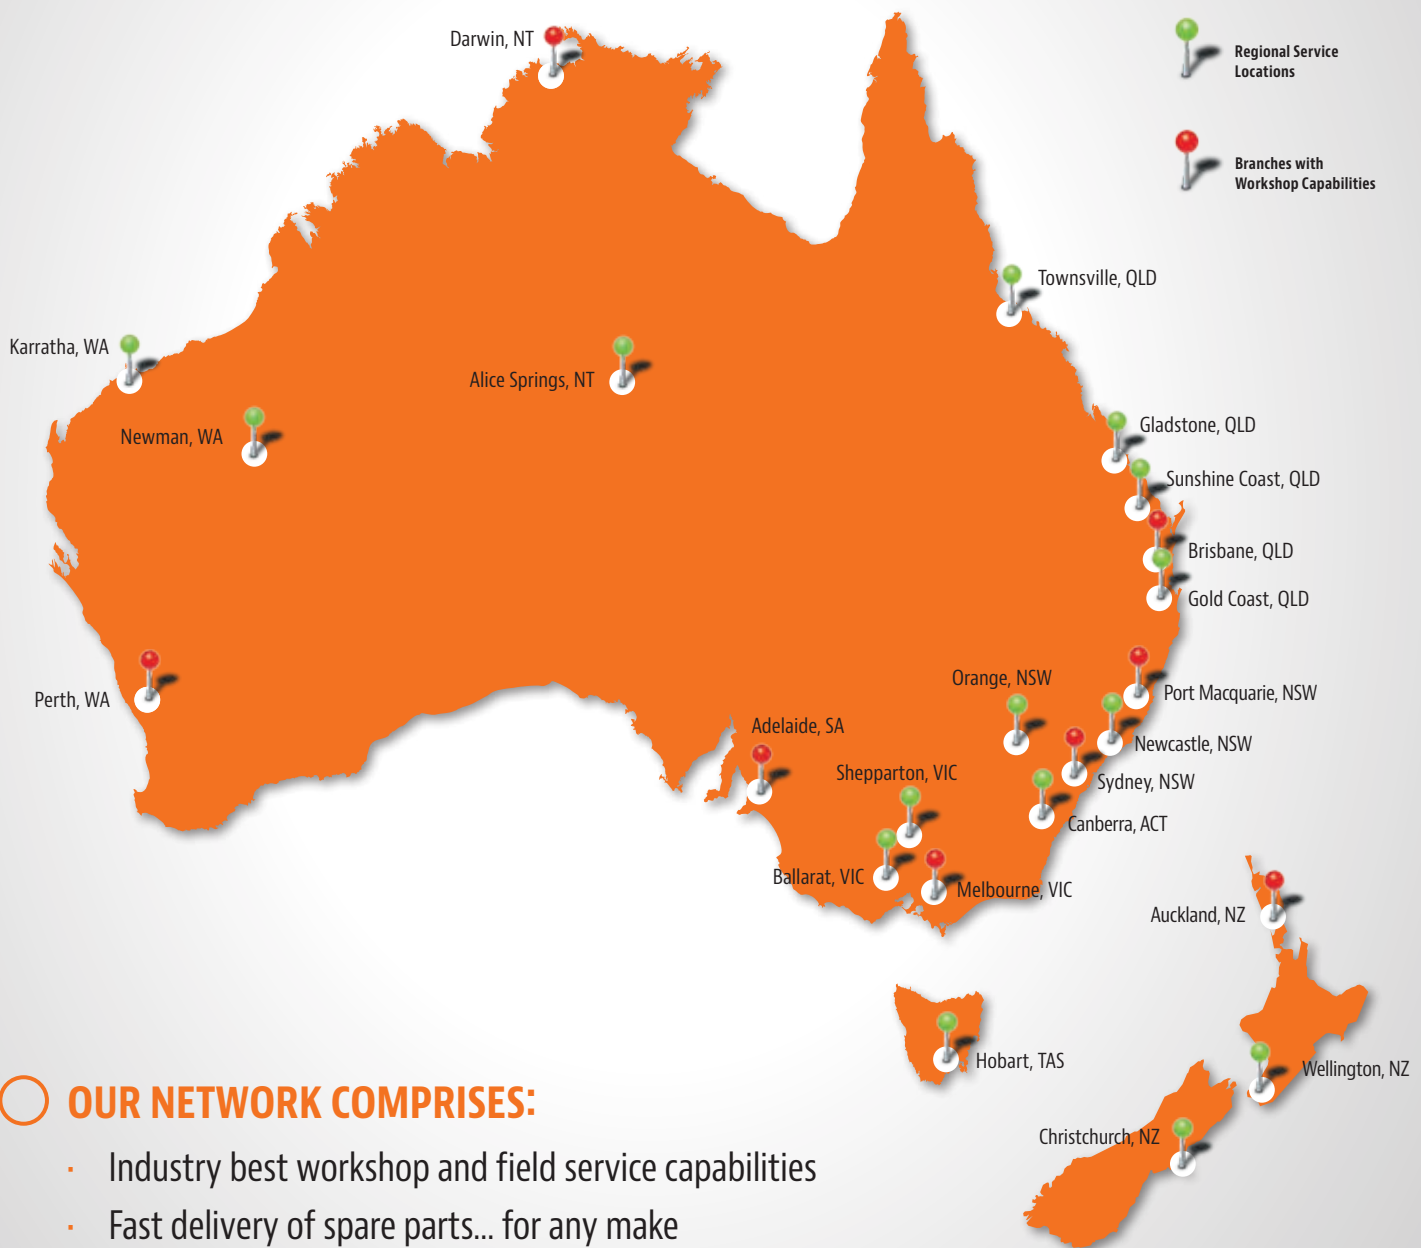 Darwin, NT
Regional Service
Locations
Branches with
Workshop Capabilities
Townsville, QLD
Karratha, WA
Alice Springs, NT
Newman, WA
Gladstone, QLD
Sunshine Coast, QLD
Brisbane, QLD
Gold Coast, QLD
Perth, WA
Orange, NSW
Port Macquarie, NSW
Adelaide, SA
Newcastle, NSW
Shepparton, VIC
Sydney, NSW
Canberra, ACT
Ballarat, VIC
Melbourne, VIC
Auckland, NZ
Hobart, TAS
Wellington, NZ
Christchurch, NZ
OUR NETWORK COMPRISES:
· Industry best workshop and field service capabilities
· Fast delivery of spare parts... for any make